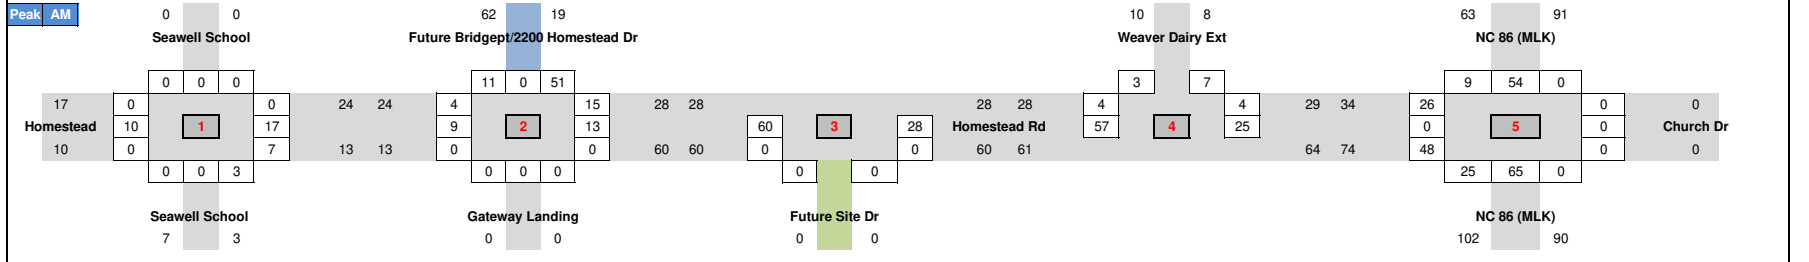 Peak AM 0 0 62 19 10 8 63 91
Seawell School Future Bridgept/2200 Homestead Dr Weaver Dairy Ext NC 86 (MLK)
0 0 0 11 0 51 3 7 9 54 0
17 0 0 24 24 4 15 28 28 28 28 4 4 29 34 26 0 0
Homestead 10 1 17 9 2 13 60 3 28 Homestead Rd 57 4 25 0 5 0 Church Dr
10 0 7 13 13 0 0 60 60 0 0 60 61 64 74 48 0 0
0 0 3 0 0 0 0 0 25 65 0
Seawell School Gateway Landing Future Site Dr NC 86 (MLK)
7 3 0 0 0 0 102 90